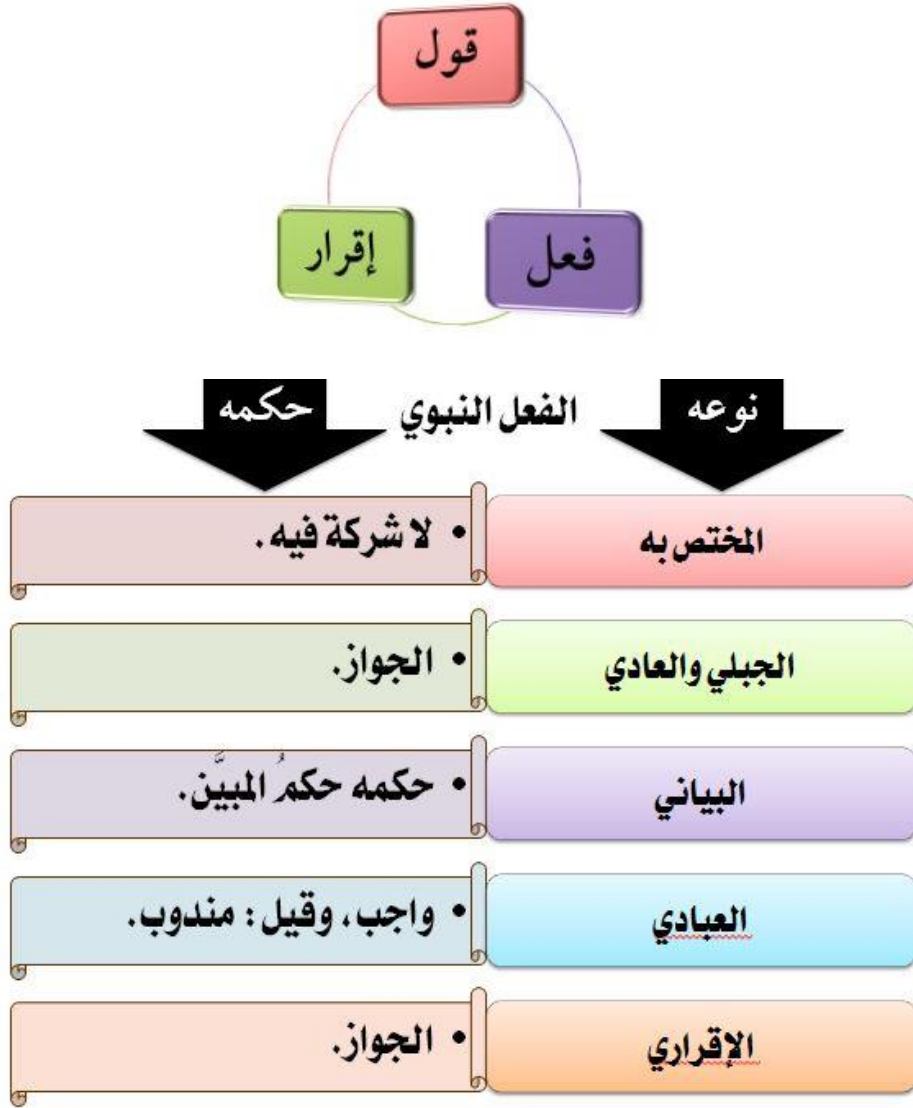 قول
فعل
إقرار
نوعه
الفعل النبوي
حكمه
المختص به
• لا شركة فيه.
الجبلي والعادي
• الجواز.
البياني
• حكمه حكمُ المبيَّن.
العبادي
• واجب، وقيل: مندوب.
الإقراري
• الجواز.